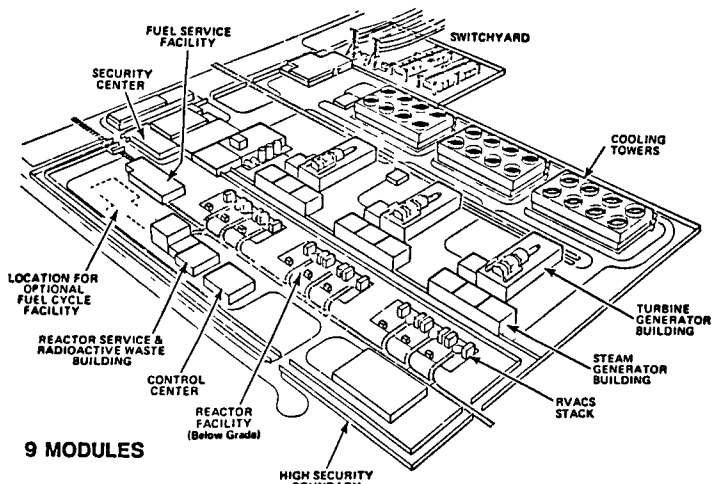 FUEL SERVICE
FACILITY
SWITCHYARD
SECURITY
CENTER
COOLING
TOWERS
LOCATION FOR
OPTIONAL
FUEL CYCLE
FACILITY
TURBINE
GENERATOR
BUILDING
REACTOR SERVICE &
RADIOACTIVE WASTE
BUILDING
STEAM
GENERATOR
BUILDING
CONTROL
CENTER
RVACS
STACK
REACTOR
FACILITY
(Below Grade)
9 MODULES
HIGH SECURITY